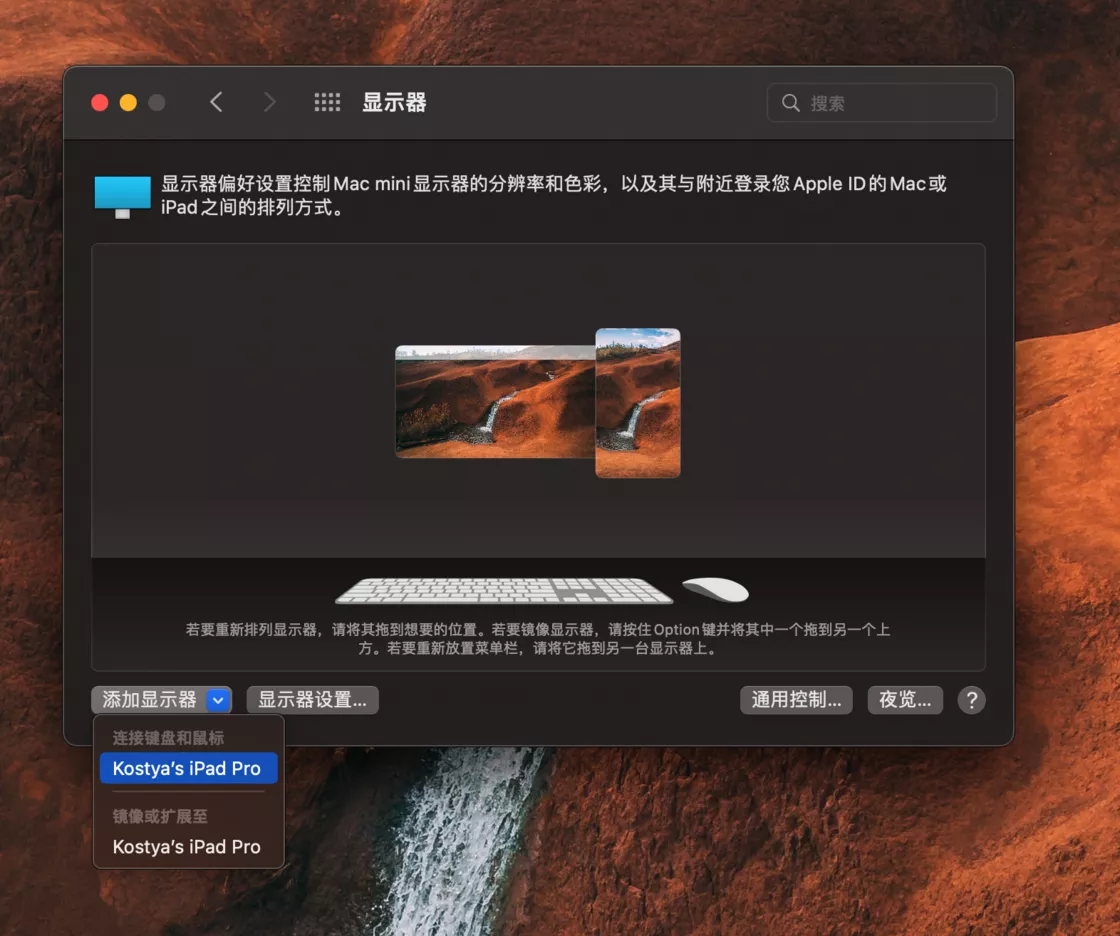 显示器
搜索
显示器偏好设置控制Mac mini显示器的分辨率和色彩，以及其与附近登录您Apple ID的Mac或
iPad之间的排列方式。
若要重新排列显示器，请将其拖到想要的位置。若要镜像显示器，请按住Option键并将其中一个拖到另一个上
方。若要重新放置菜单栏，请将它拖到另一台显示器上。
添加显示器
显示器设置...
通用控制...
夜览...
?
连接键盘和鼠标
Kostya’s iPad Pro
镜像或扩展至
Kostya’s iPad Pro